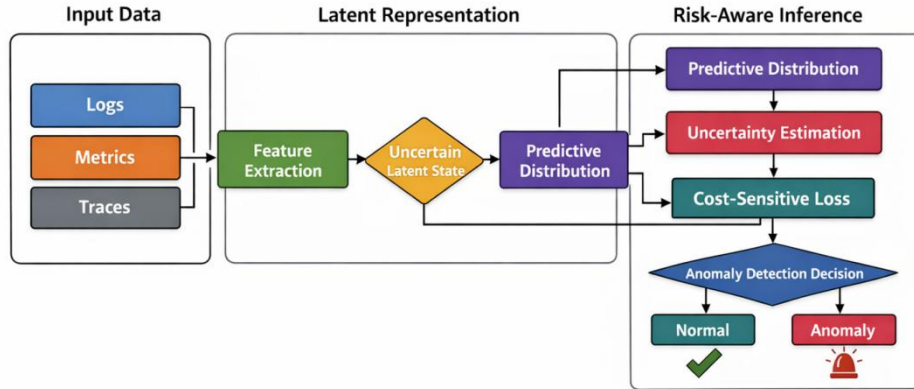 Input Data
Latent Representation
Risk-Aware Inference
Logs
Metrics
Traces
Feature
Extraction
Uncertain
Latent State
Predictive
Distribution
Predictive Distribution
Uncertainty Estimation
Cost-Sensitive Loss
Anomaly Detection Decision
Normal
Anomaly